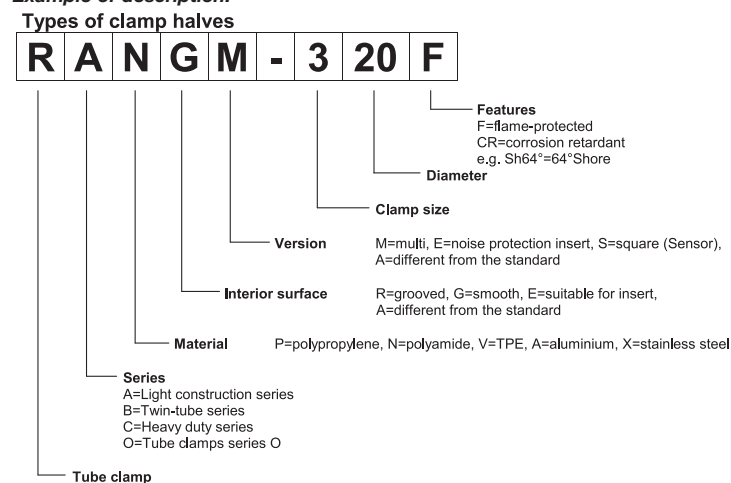 Example of description:
Types of clamp halves
R A N G M - 3 20 F
Features
F=flame-protected
CR=corrosion retardant
e.g. Sh64°=64°Shore
Diameter
Clamp size
Version M=multi, E=noise protection insert, S=square (Sensor),
A=different from the standard
Interior surface R=grooved, G=smooth, E=suitable for insert,
A=different from the standard
Material P=polypropylene, N=polyamide, V=TPE, A=aluminium, X=stainless steel
Series
A=Light construction series
B=Twin-tube series
C=Heavy duty series
O=Tube clamps series O
Tube clamp